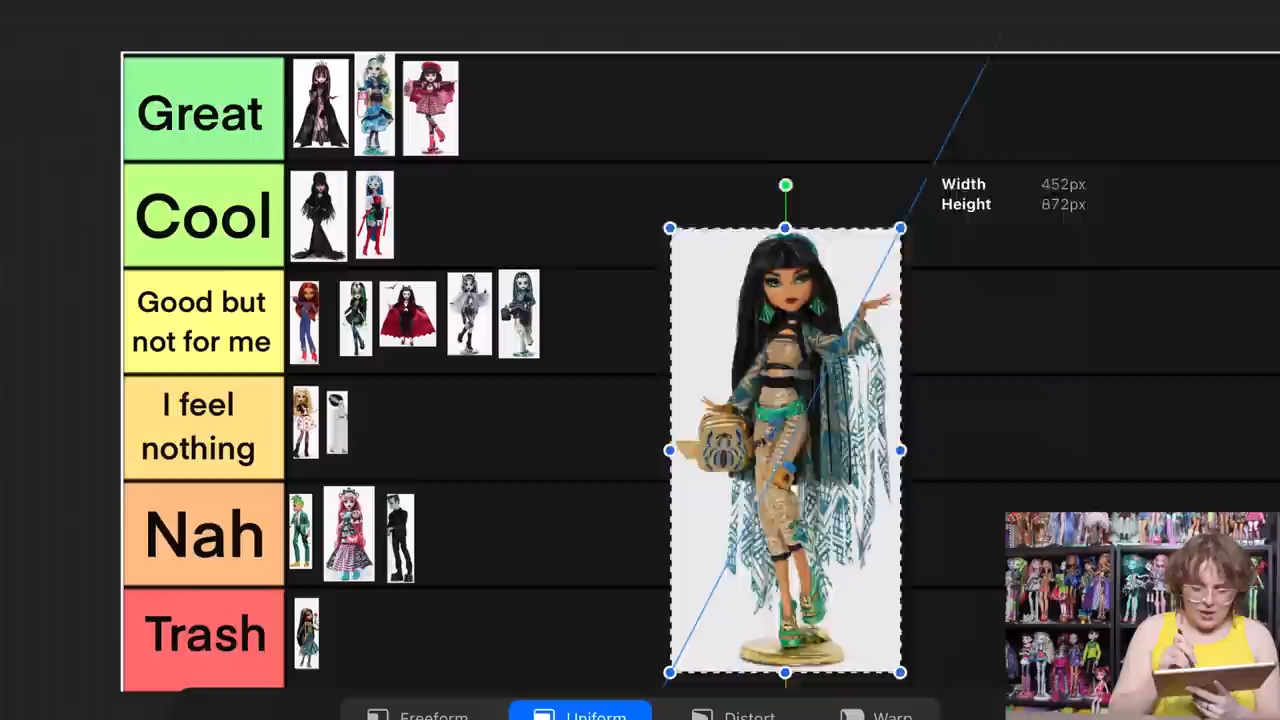 Great
Cool
Width 452px
Height 872px
Good but
not for me
I feel
nothing
Nah
Trash
Freeform Uniform Distort Warp